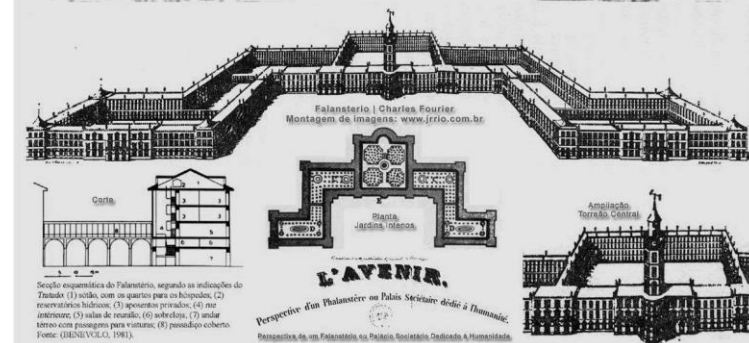 Falansterio | Charles Fourier
Montagem de imagens: www.jrrio.com.br
Corte
Planta
Jardins Internos
Ampliação
Torreão Central
Secção esquemática do Falanstério, segundo as indicações do
Tratado: (1) sótão, com os quartos para os hóspedes; (2)
reservatórios hídricos; (3) aposentos privados; (4) rue
intérieure; (5) salas de reunião; (6) sobreloja; (7) andar
térreo com passagens para viaturas; (8) passadiço coberto.
Fonte: (BENEVOLO, 1981).
L'AVENIR.
Perspective d'un Phalanstère ou Palais Sociétaire dédié à l'humanité.
Perspectiva de um Falanstério ou Palácio Societário Dedicado à Humanidade